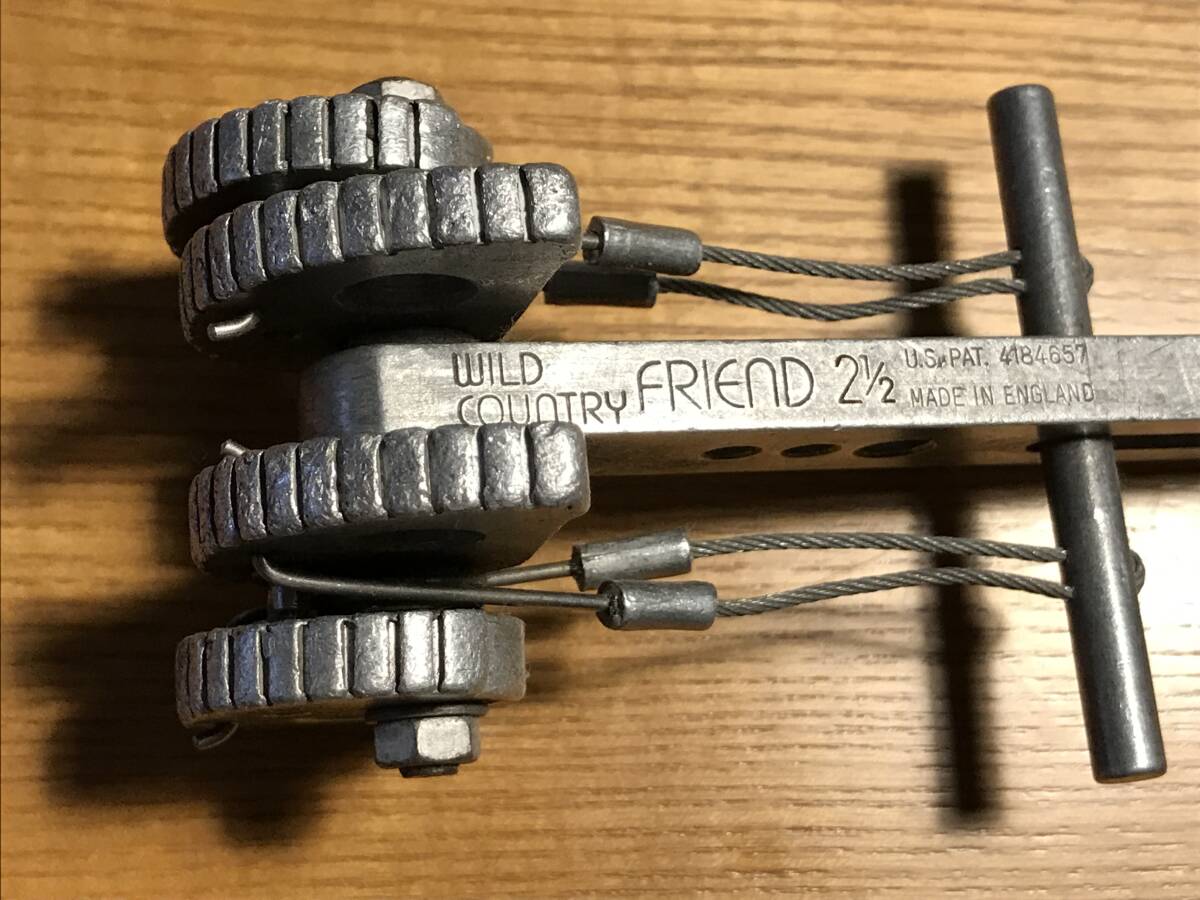 WILD
COUNTRY
FRIEND 2½
U.S. PAT. 4184657
MADE IN ENGLAND